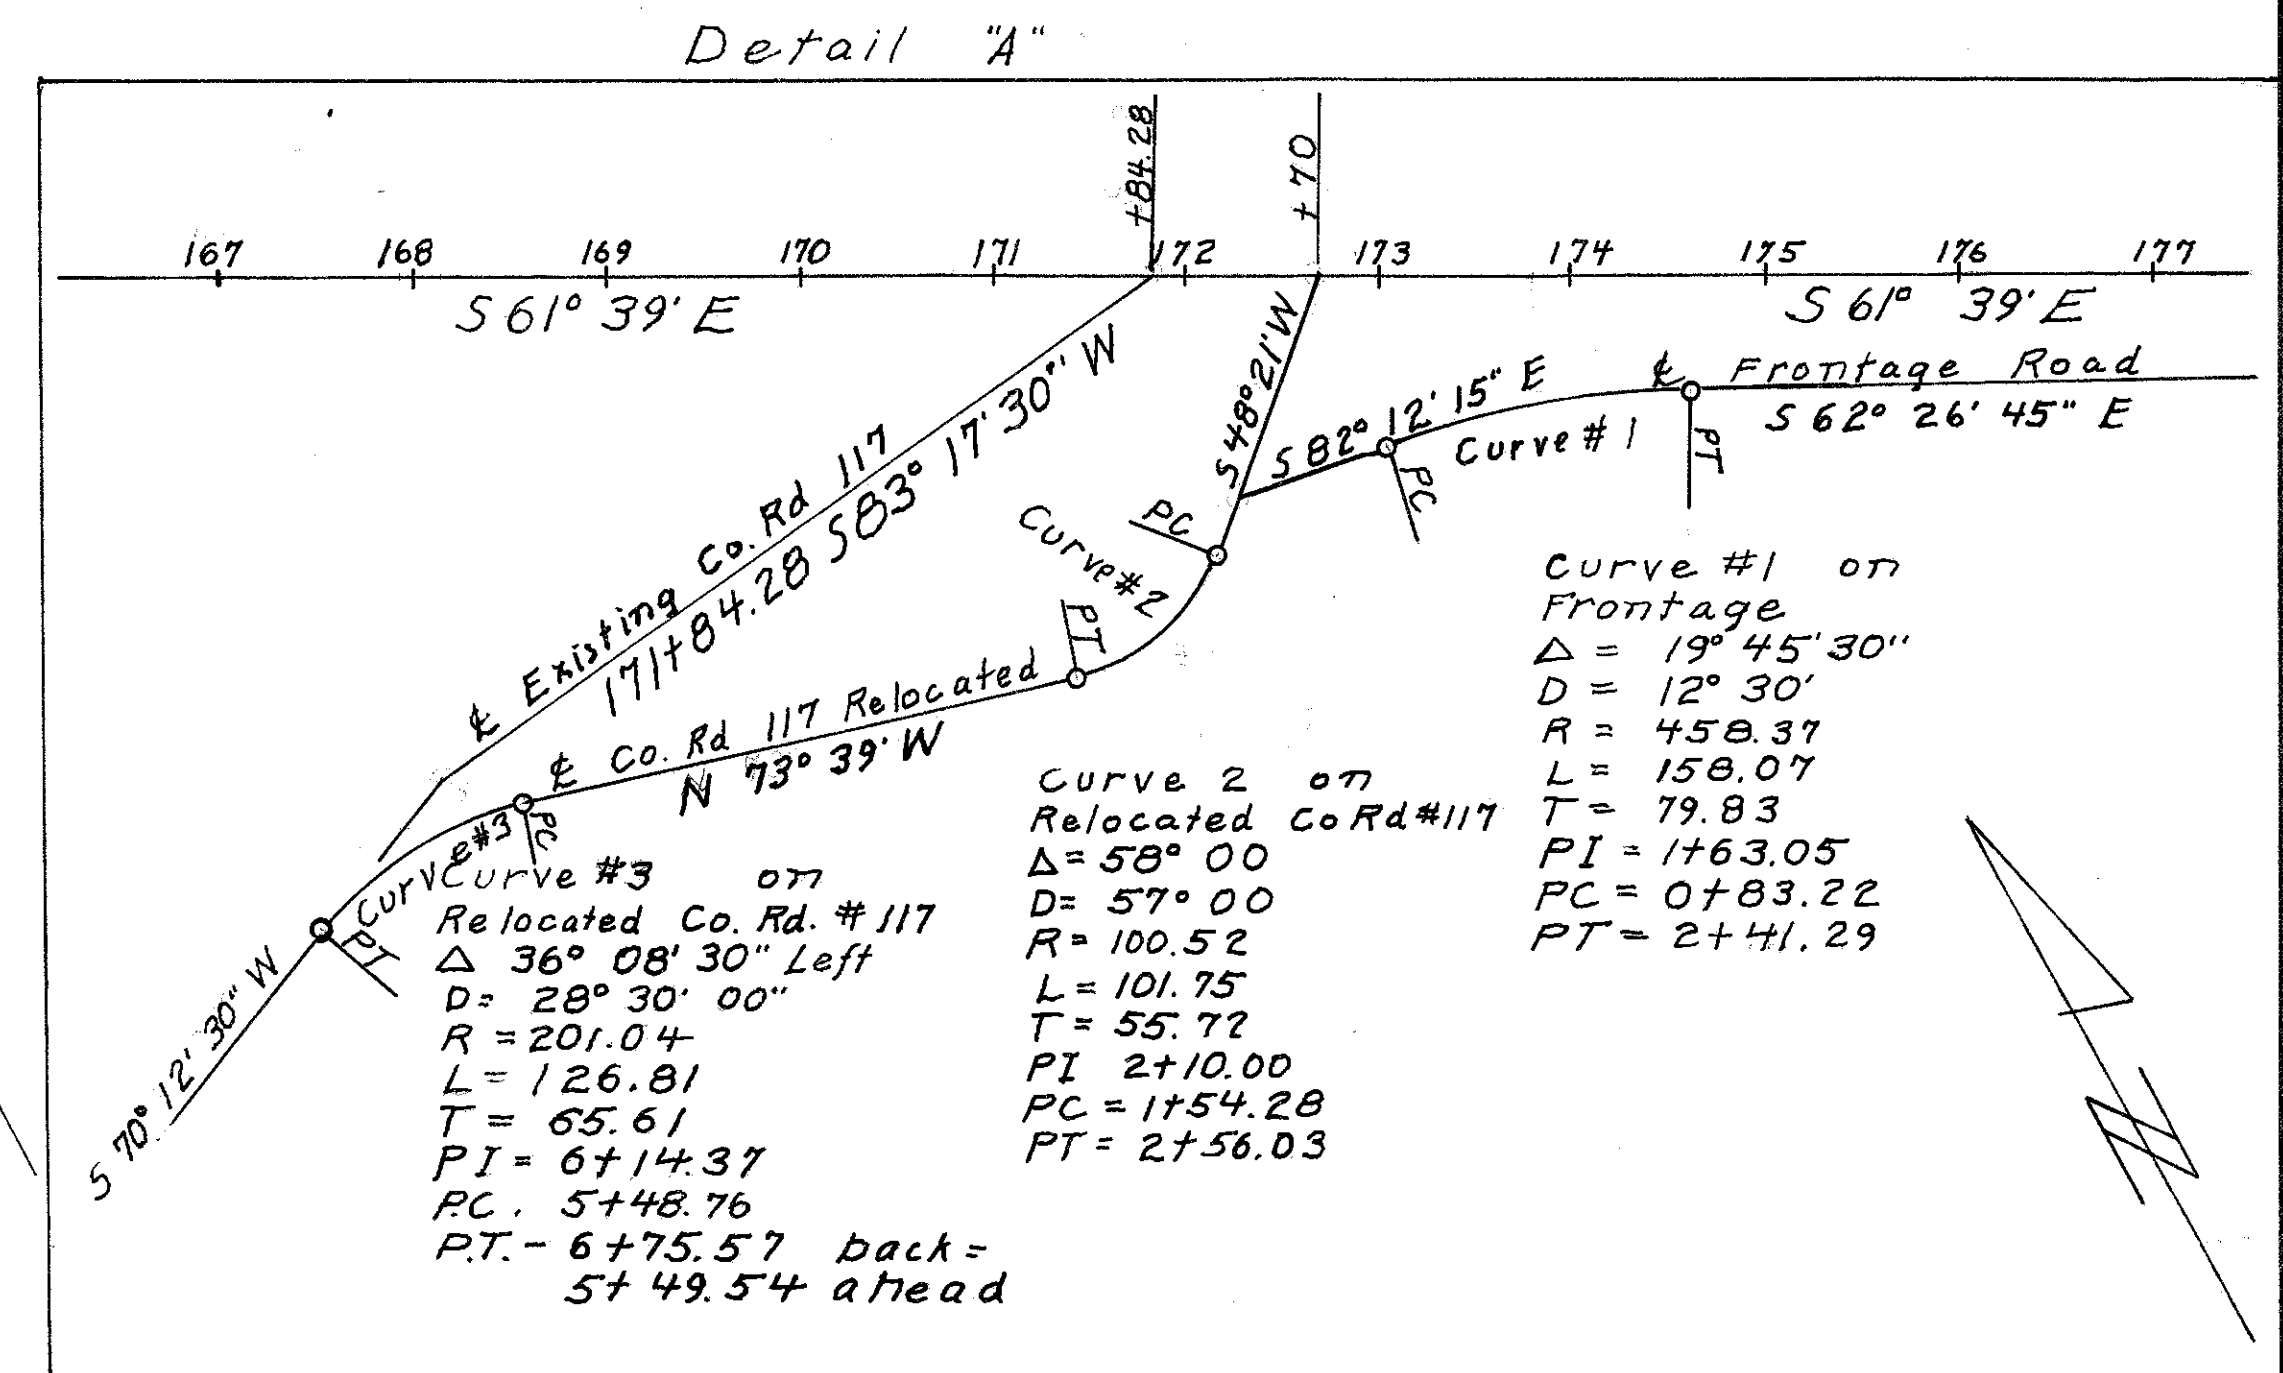 Detail "A"
+84.28
+70
167 168 169 170 171 172 173 174 175 176 177
S 61° 39' E
S 61° 39' E
S 48° 21' W
℄ Frontage Road
S 62° 26' 45" E
S 82° 12' 15" E
Curve # 1
PC
PT
℄ Existing Co. Rd 117
171+84.28 S83° 17' 30" W
PC
Curve #2
PT
℄ Co. Rd 117 Relocated
N 73° 39' W
PC
Curve #3
PT
S 70° 12' 30" W
Curve #1 on
Frontage
Δ = 19° 45' 30"
D = 12° 30'
R = 458.37
L = 158.07
T = 79.83
PI = 1+63.05
PC = 0+83.22
PT = 2+41.29
Curve 2 on
Relocated Co Rd #117
Δ = 58° 00
D = 57° 00
R = 100.52
L = 101.75
T = 55.72
PI 2+10.00
PC = 1+54.28
PT = 2+56.03
Curve #3 on
Relocated Co. Rd. # 117
Δ 36° 08' 30" Left
D = 28° 30' 00"
R = 201.04
L = 126.81
T = 65.61
PI = 6+14.37
P.C. 5+48.76
P.T. - 6+75.57 back =
5+49.54 ahead
N